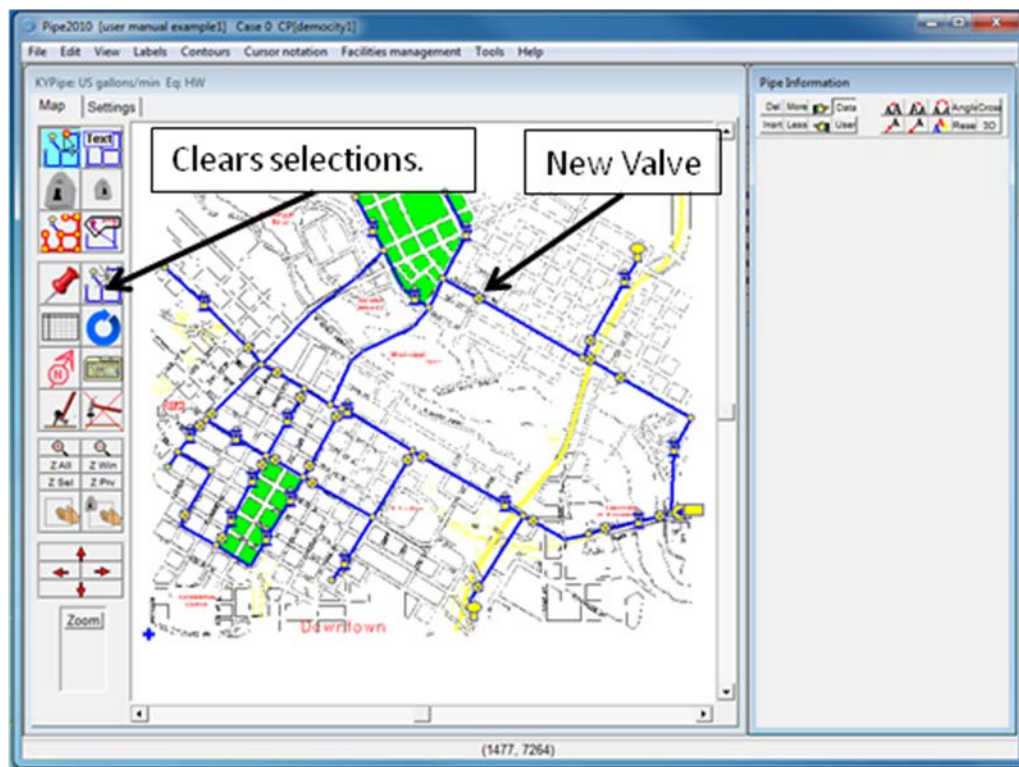 Pipe2010 [user manual example1] Case 0 CP[democity1]
File Edit View Labels Contours Cursor notation Facilities management Tools Help
KYPipe: US gallons/min Eq: HW
Map Settings
Text
Z All Z Win
Z Sel Z Prv
Zoom
Clears selections.
New Valve
Downtown
Pipe Information
Del More Data Angle Cross
Insrt Less User Rese 3D
(1477, 7264)